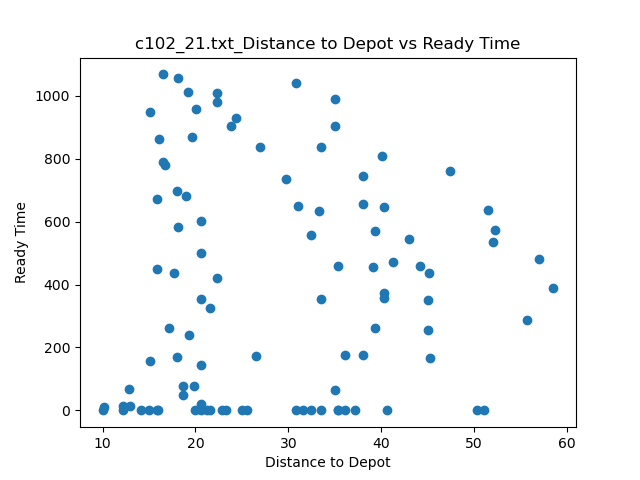 c102_21.txt_Distance to Depot vs Ready Time
1000
800
600
400
200
0
Ready Time
10 20 30 40 50 60
Distance to Depot